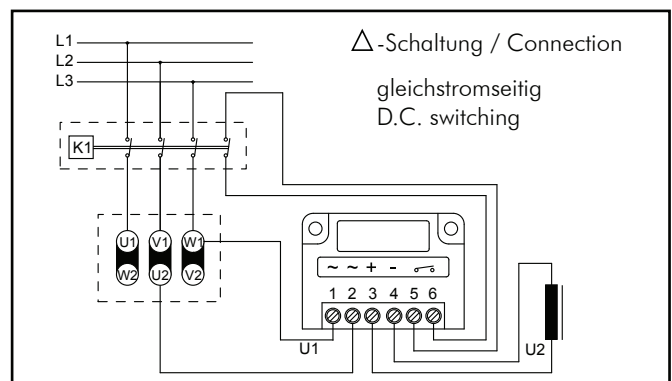 L1
L2
L3
△-Schaltung / Connection
gleichstromseitig
D.C. switching
K1
U1 V1 W1
W2 U2 V2
~ ~ + -
1 2 3 4 5 6
U1
U2